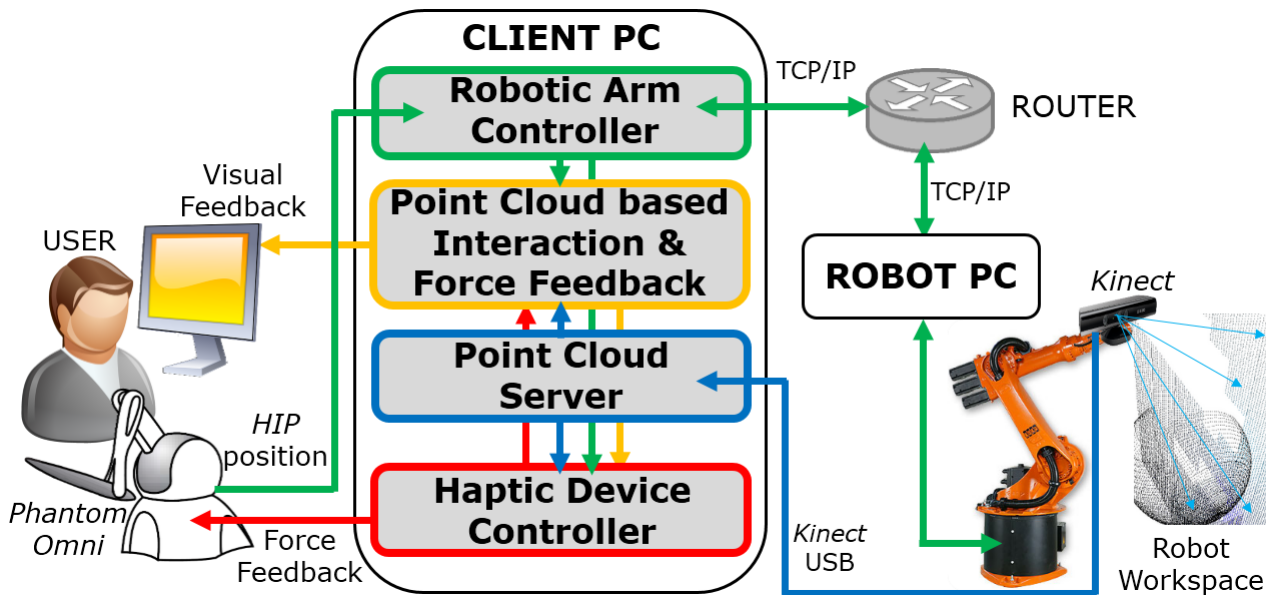 CLIENT PC
Robotic Arm
Controller
TCP/IP
ROUTER
TCP/IP
Visual
Feedback
USER
Point Cloud based
Interaction &
Force Feedback
ROBOT PC
Kinect
Point Cloud
Server
HIP
position
Haptic Device
Controller
Phantom
Omni
Force
Feedback
Kinect
USB
Robot
Workspace